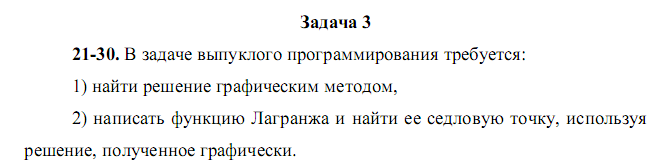 Задача 3
21-30. В задаче выпуклого программирования требуется:
1) найти решение графическим методом,
2) написать функцию Лагранжа и найти ее седловую точку, используя
решение, полученное графически.